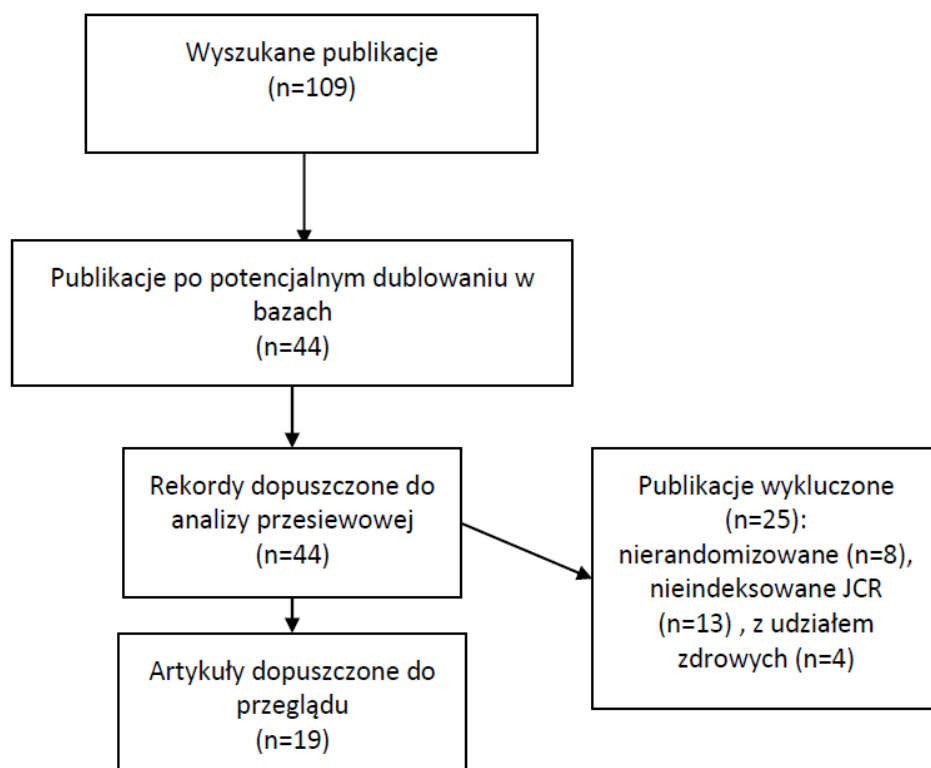 Wyszukane publikacje
(n=109)
Publikacje po potencjalnym dublowaniu w
bazach
(n=44)
Rekordy dopuszczone do
analizy przesiewowej
(n=44)
Publikacje wykluczone
(n=25):
nierandomizowane (n=8),
nieindeksowane JCR
(n=13) , z udziałem
zdrowych (n=4)
Artykuły dopuszczone do
przeglądu
(n=19)